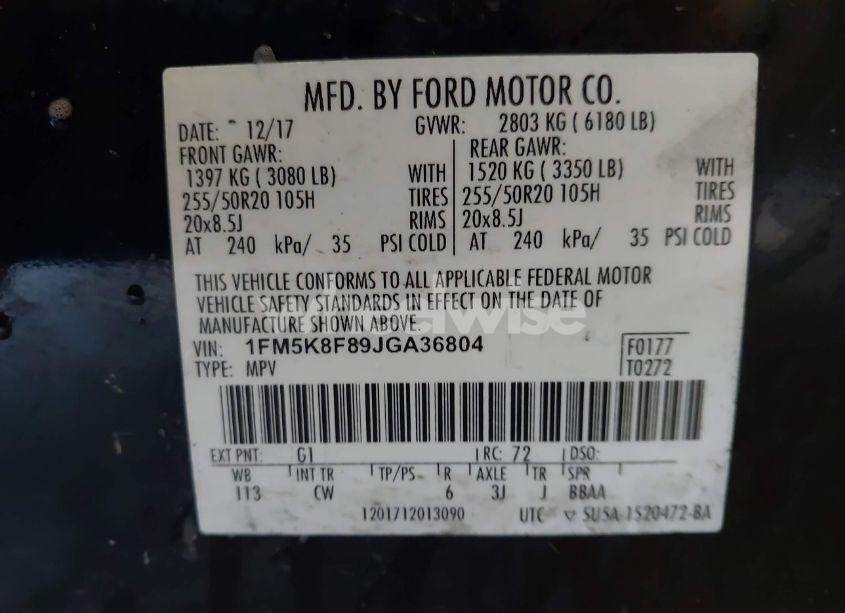 MFD. BY FORD MOTOR CO.
DATE: 12/17 GVWR: 2803 KG ( 6180 LB)
FRONT GAWR: REAR GAWR:
1397 KG ( 3080 LB) WITH 1520 KG ( 3350 LB) WITH
255/50R20 105H TIRES 255/50R20 105H TIRES
20x8.5J RIMS 20x8.5J RIMS
AT 240 kPa/ 35 PSI COLD AT 240 kPa/ 35 PSI COLD
THIS VEHICLE CONFORMS TO ALL APPLICABLE FEDERAL MOTOR
VEHICLE SAFETY STANDARDS IN EFFECT ON THE DATE OF
MANUFACTURE SHOWN ABOVE.
VIN: 1FM5K8F89JGA36804 F0177
TYPE: MPV T0272
EXT PNT: G1 RC: 72 DSO:
WB INT TR TP/PS R AXLE TR SPR
113 CW 6 3J J BBAA
1201712013090 UTC ▽ 5U5A-1520472-BA